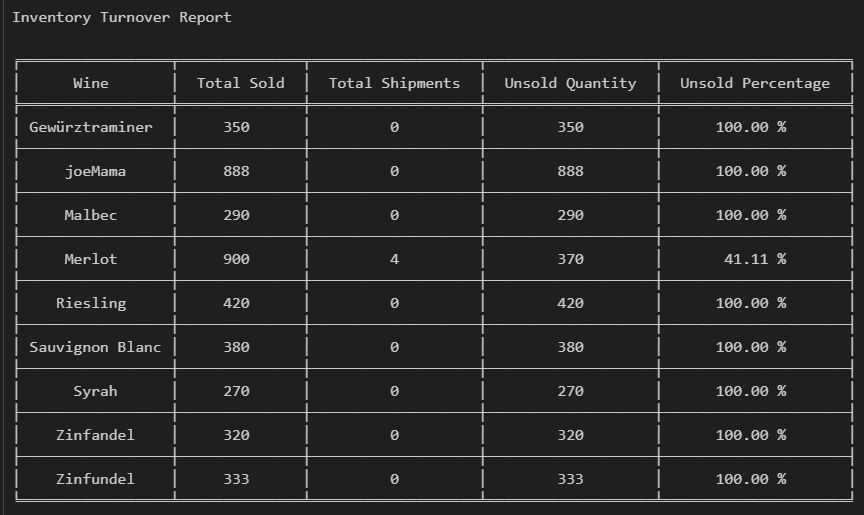 Inventory Turnover Report
Wine Total Sold Total Shipments Unsold Quantity Unsold Percentage
Gewürztraminer 350 0 350 100.00 %
joeMama 888 0 888 100.00 %
Malbec 290 0 290 100.00 %
Merlot 900 4 370 41.11 %
Riesling 420 0 420 100.00 %
Sauvignon Blanc 380 0 380 100.00 %
Syrah 270 0 270 100.00 %
Zinfandel 320 0 320 100.00 %
Zinfundel 333 0 333 100.00 %